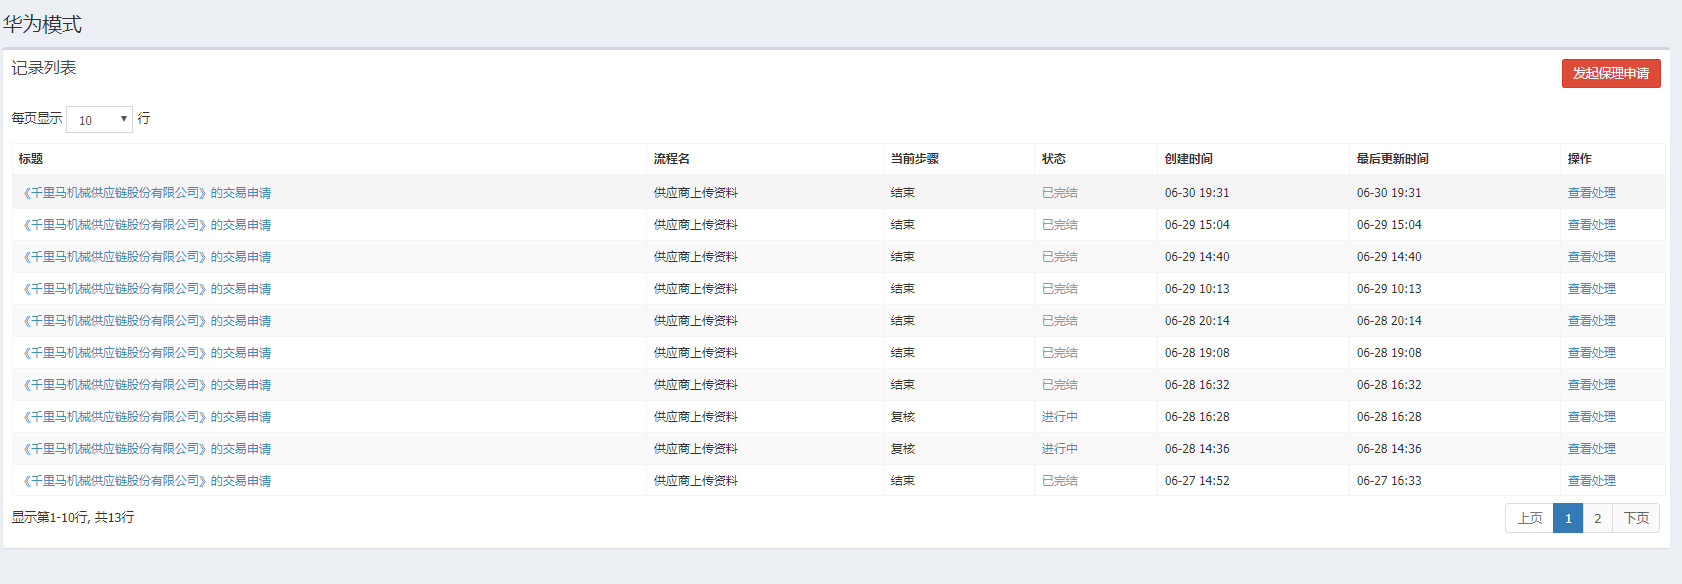 华为模式
记录列表
发起保理申请
每页显示 10 行
标题 流程名 当前步骤 状态 创建时间 最后更新时间 操作
《千里马机械供应链股份有限公司》的交易申请 供应商上传资料 结束 已完结 06-30 19:31 06-30 19:31 查看处理
《千里马机械供应链股份有限公司》的交易申请 供应商上传资料 结束 已完结 06-29 15:04 06-29 15:04 查看处理
《千里马机械供应链股份有限公司》的交易申请 供应商上传资料 结束 已完结 06-29 14:40 06-29 14:40 查看处理
《千里马机械供应链股份有限公司》的交易申请 供应商上传资料 结束 已完结 06-29 10:13 06-29 10:13 查看处理
《千里马机械供应链股份有限公司》的交易申请 供应商上传资料 结束 已完结 06-28 20:14 06-28 20:14 查看处理
《千里马机械供应链股份有限公司》的交易申请 供应商上传资料 结束 已完结 06-28 19:08 06-28 19:08 查看处理
《千里马机械供应链股份有限公司》的交易申请 供应商上传资料 结束 已完结 06-28 16:32 06-28 16:32 查看处理
《千里马机械供应链股份有限公司》的交易申请 供应商上传资料 复核 进行中 06-28 16:28 06-28 16:28 查看处理
《千里马机械供应链股份有限公司》的交易申请 供应商上传资料 复核 进行中 06-28 14:36 06-28 14:36 查看处理
《千里马机械供应链股份有限公司》的交易申请 供应商上传资料 结束 已完结 06-27 14:52 06-27 16:33 查看处理
显示第1-10行, 共13行
上页 1 2 下页